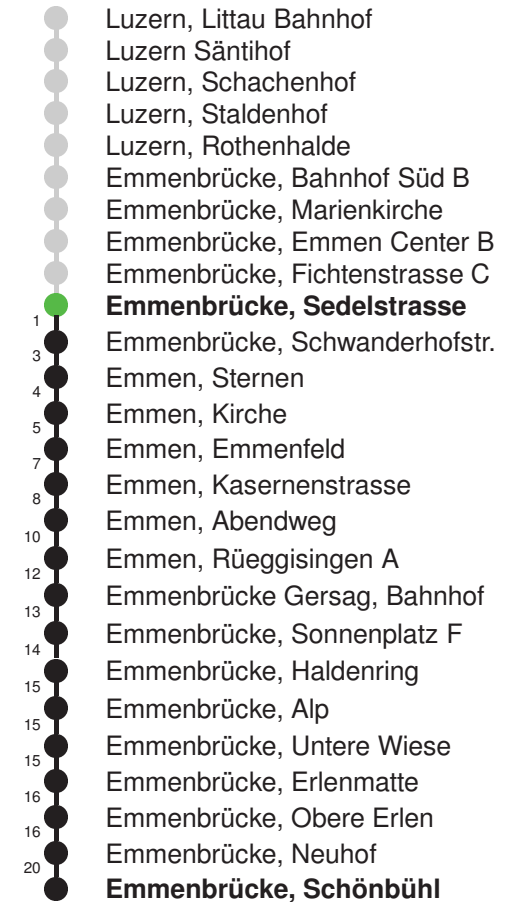 Luzern, Littau Bahnhof
Luzern Säntihof
Luzern, Schachenhof
Luzern, Staldenhof
Luzern, Rothenhalde
Emmenbrücke, Bahnhof Süd B
Emmenbrücke, Marienkirche
Emmenbrücke, Emmen Center B
Emmenbrücke, Fichtenstrasse C
Emmenbrücke, Sedelstrasse
1
Emmenbrücke, Schwanderhofstr.
3
Emmen, Sternen
4
Emmen, Kirche
5
Emmen, Emmenfeld
7
Emmen, Kasernenstrasse
8
Emmen, Abendweg
10
Emmen, Rüeggisingen A
12
Emmenbrücke Gersag, Bahnhof
13
Emmenbrücke, Sonnenplatz F
14
Emmenbrücke, Haldenring
15
Emmenbrücke, Alp
15
Emmenbrücke, Untere Wiese
15
Emmenbrücke, Erlenmatte
16
Emmenbrücke, Obere Erlen
16
Emmenbrücke, Neuhof
20
Emmenbrücke, Schönbühl